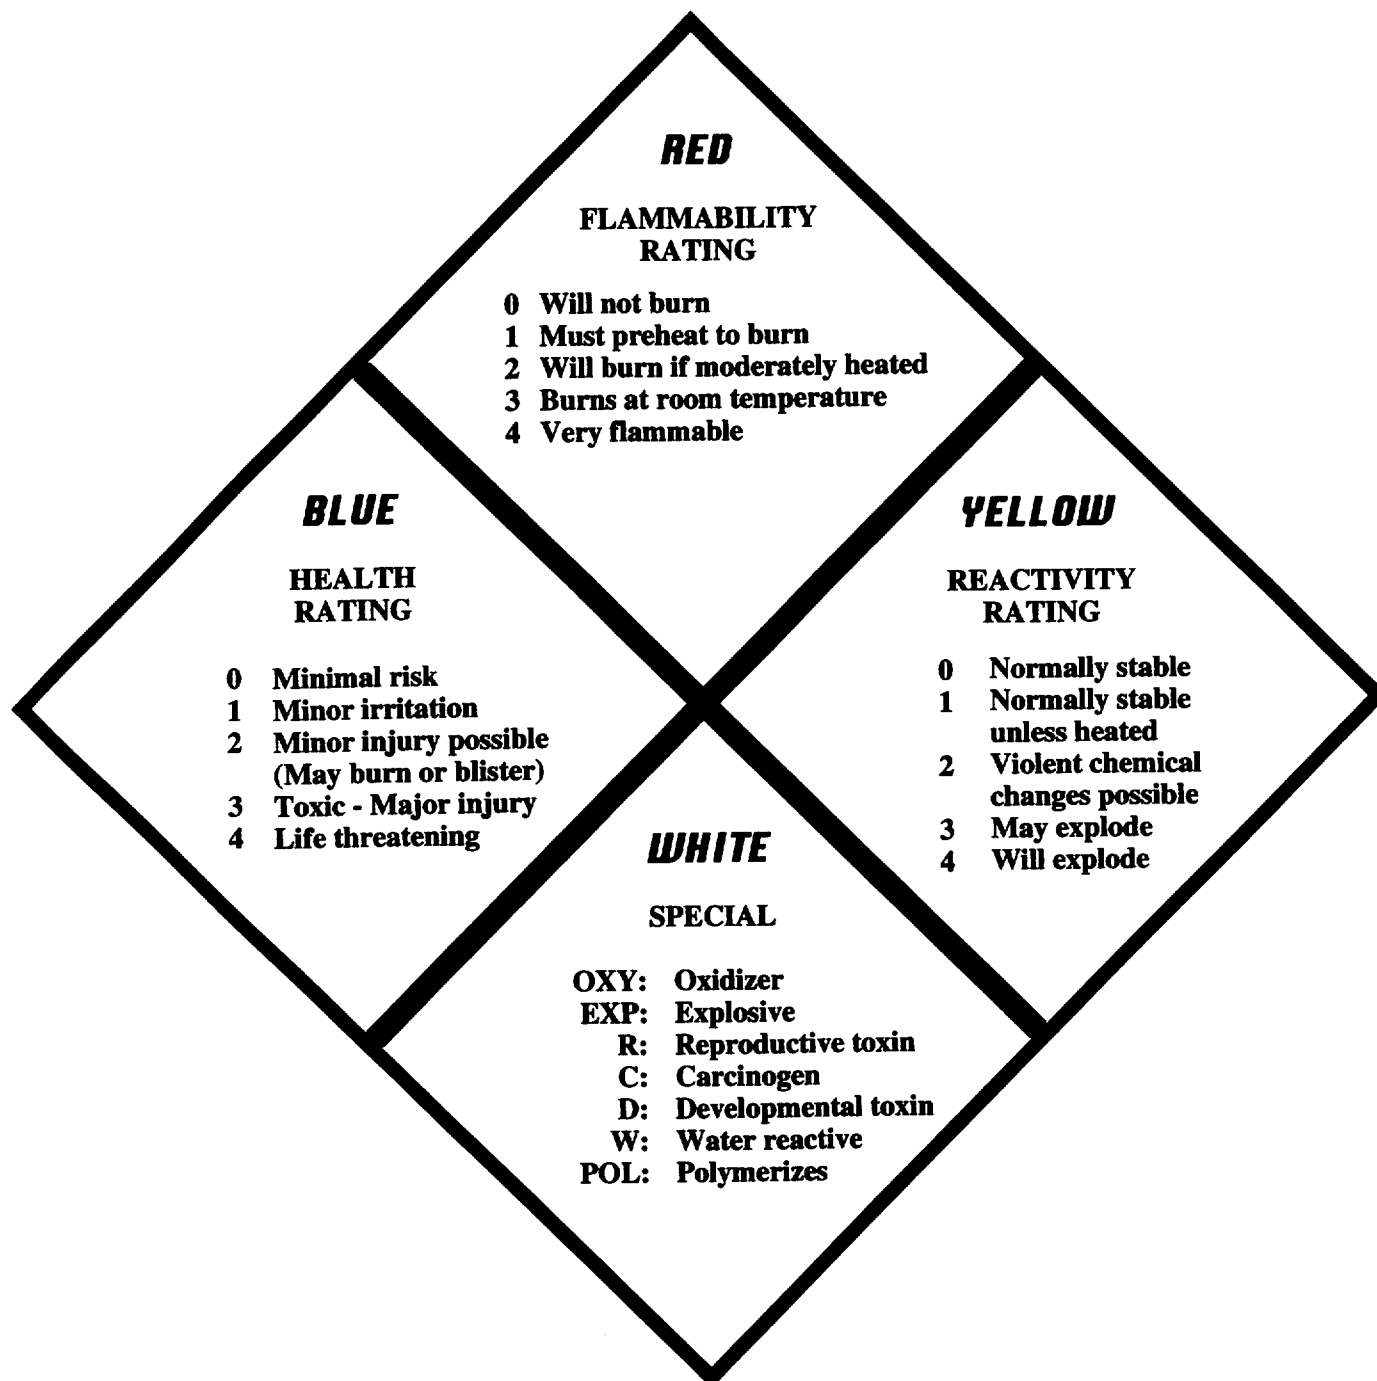 RED
FLAMMABILITY
RATING
0 Will not burn
1 Must preheat to burn
2 Will burn if moderately heated
3 Burns at room temperature
4 Very flammable
BLUE
HEALTH
RATING
0 Minimal risk
1 Minor irritation
2 Minor injury possible
(May burn or blister)
3 Toxic - Major injury
4 Life threatening
YELLOW
REACTIVITY
RATING
0 Normally stable
1 Normally stable
unless heated
2 Violent chemical
changes possible
3 May explode
4 Will explode
WHITE
SPECIAL
OXY: Oxidizer
EXP: Explosive
R: Reproductive toxin
C: Carcinogen
D: Developmental toxin
W: Water reactive
POL: Polymerizes